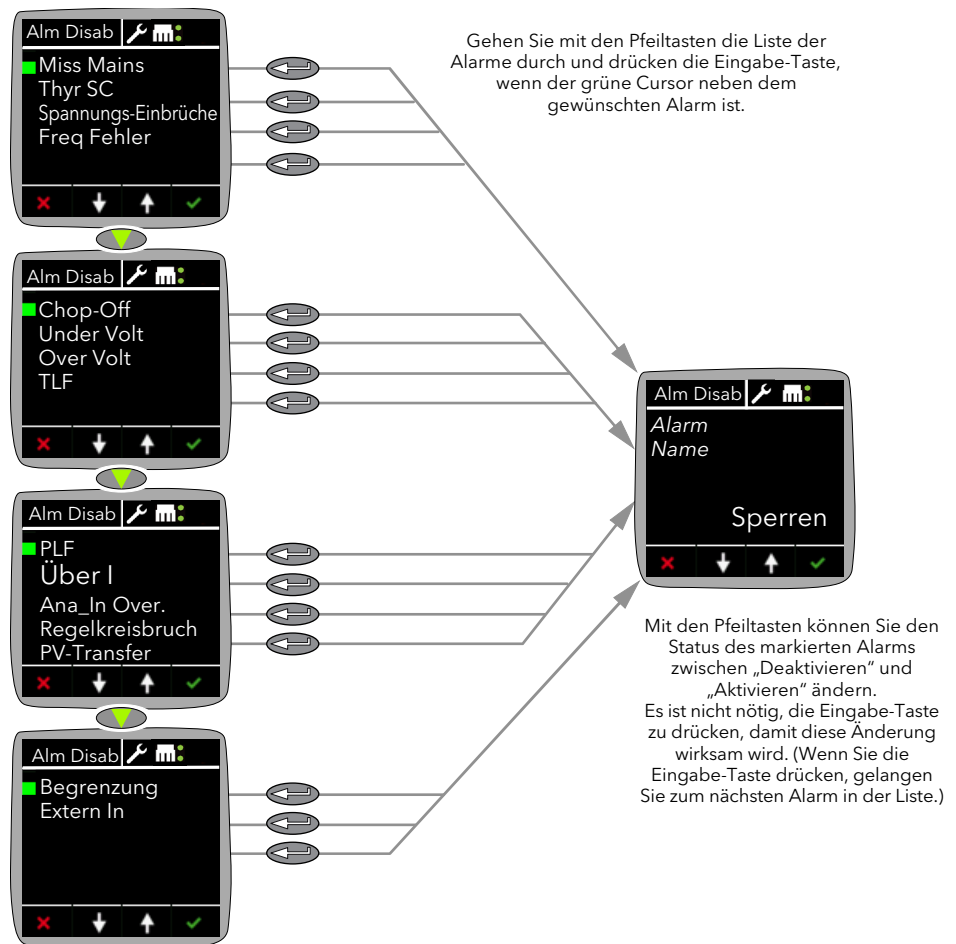 Alm Disab
Miss Mains
Thyr SC
Spannungs-Einbrüche
Freq Fehler
Gehen Sie mit den Pfeiltasten die Liste der
Alarme durch und drücken die Eingabe-Taste,
wenn der grüne Cursor neben dem
gewünschten Alarm ist.
Alm Disab
Chop-Off
Under Volt
Over Volt
TLF
Alm Disab
PLF
Über I
Ana_In Over.
Regelkreisbruch
PV-Transfer
Alm Disab
Begrenzung
Extern In
Alm Disab
Alarm
Name
Sperren
Mit den Pfeiltasten können Sie den
Status des markierten Alarms
zwischen „Deaktivieren" und
„Aktivieren" ändern.
Es ist nicht nötig, die Eingabe-Taste
zu drücken, damit diese Änderung
wirksam wird. (Wenn Sie die
Eingabe-Taste drücken, gelangen
Sie zum nächsten Alarm in der Liste.)